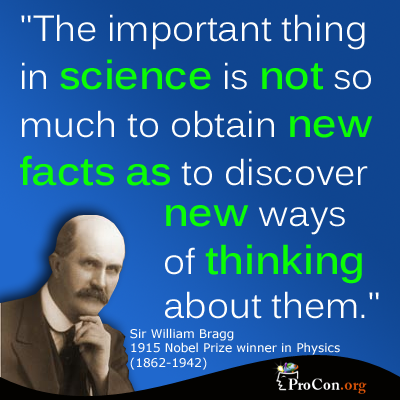 "The important thing
in science is not so
much to obtain new
facts as to discover
new ways
of thinking
about them."
Sir William Bragg
1915 Nobel Prize winner in Physics
(1862-1942)
ProCon.org